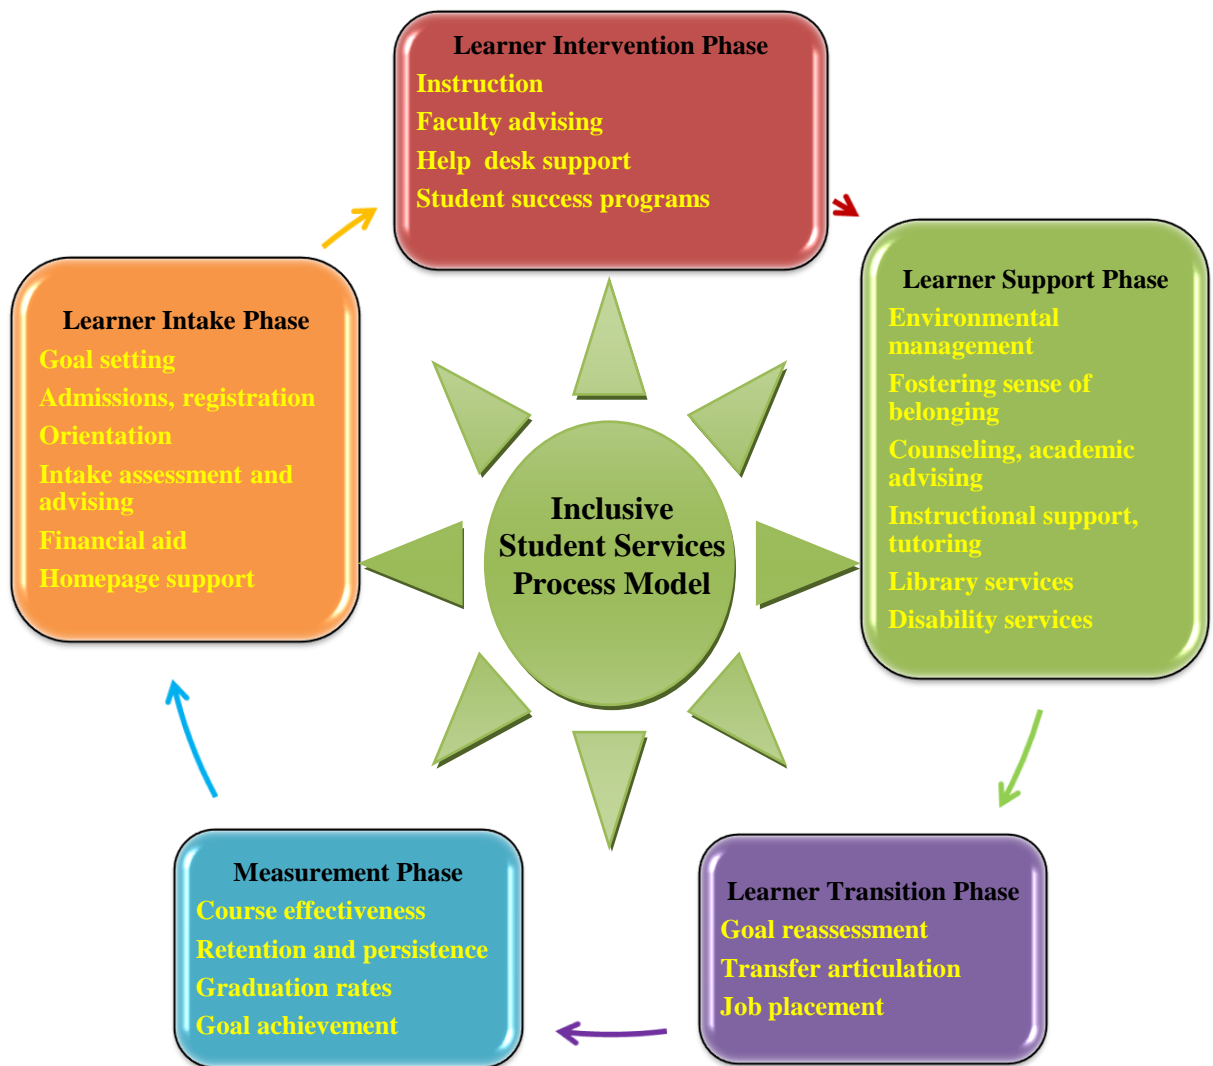 Learner Intervention Phase
Instruction
Faculty advising
Help  desk support
Student success programs
Learner Support Phase
Environmental
management
Fostering sense of
belonging
Counseling, academic
advising
Instructional support,
tutoring
Library services
Disability services
Learner Intake Phase
Goal setting
Admissions, registration
Orientation
Intake assessment and
advising
Financial aid
Homepage support
Inclusive
Student Services
Process Model
Measurement Phase
Course effectiveness
Retention and persistence
Graduation rates
Goal achievement
Learner Transition Phase
Goal reassessment
Transfer articulation
Job placement